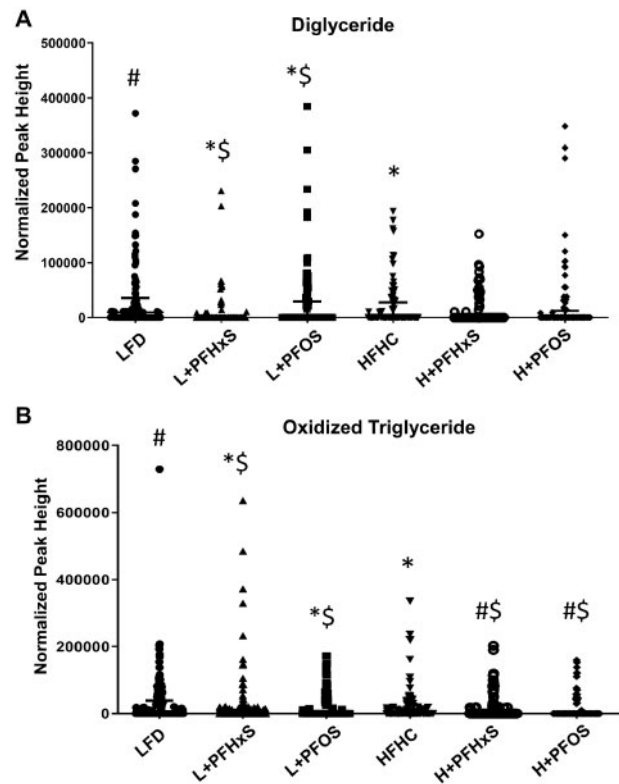 A
Diglyceride
Normalized Peak Height
500000
400000
300000
200000
100000
0
#
*$
*$
*
LFD
L+PFHxS
L+PFOS
HFHC
H+PFHxS
H+PFOS
B
Oxidized Triglyceride
Normalized Peak Height
800000
600000
400000
200000
0
#
*$
*$
*
#$
#$
LFD
L+PFHxS
L+PFOS
HFHC
H+PFHxS
H+PFOS